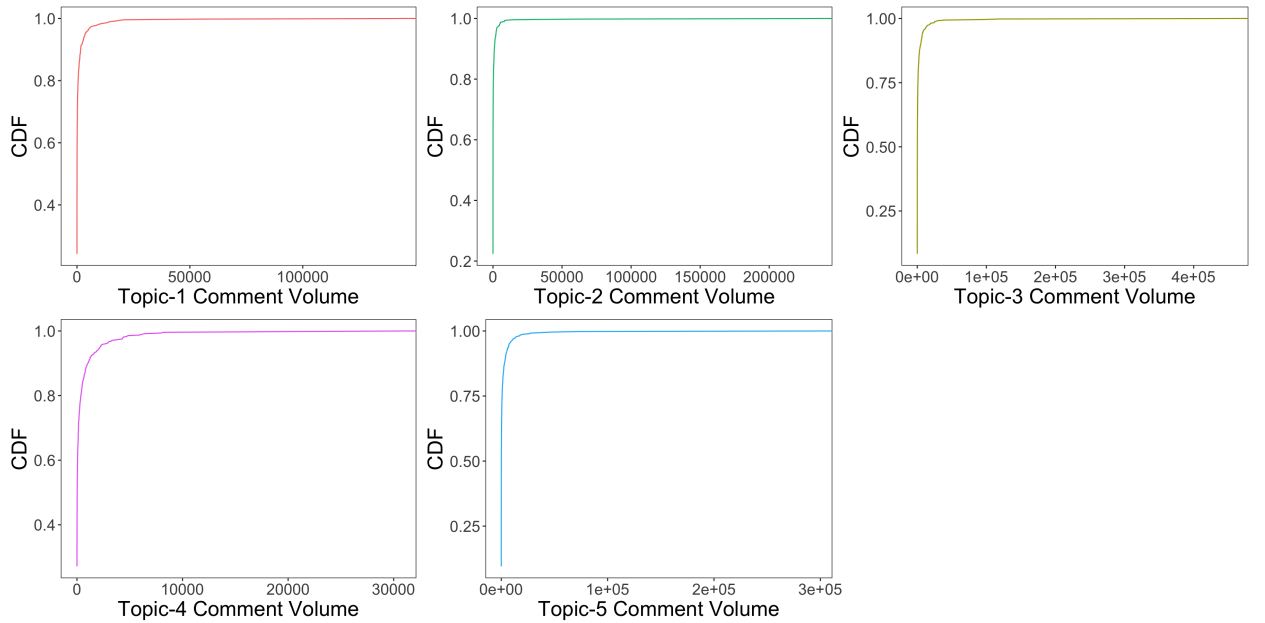 CDF
1.0
0.8
0.6
0.4
0 50000 100000
Topic-1 Comment Volume
CDF
1.0
0.8
0.6
0.4
0.2
0 50000 100000 150000 200000
Topic-2 Comment Volume
CDF
1.00
0.75
0.50
0.25
0e+00 1e+05 2e+05 3e+05 4e+05
Topic-3 Comment Volume
CDF
1.0
0.8
0.6
0.4
0 10000 20000 30000
Topic-4 Comment Volume
CDF
1.00
0.75
0.50
0.25
0e+00 1e+05 2e+05 3e+05
Topic-5 Comment Volume